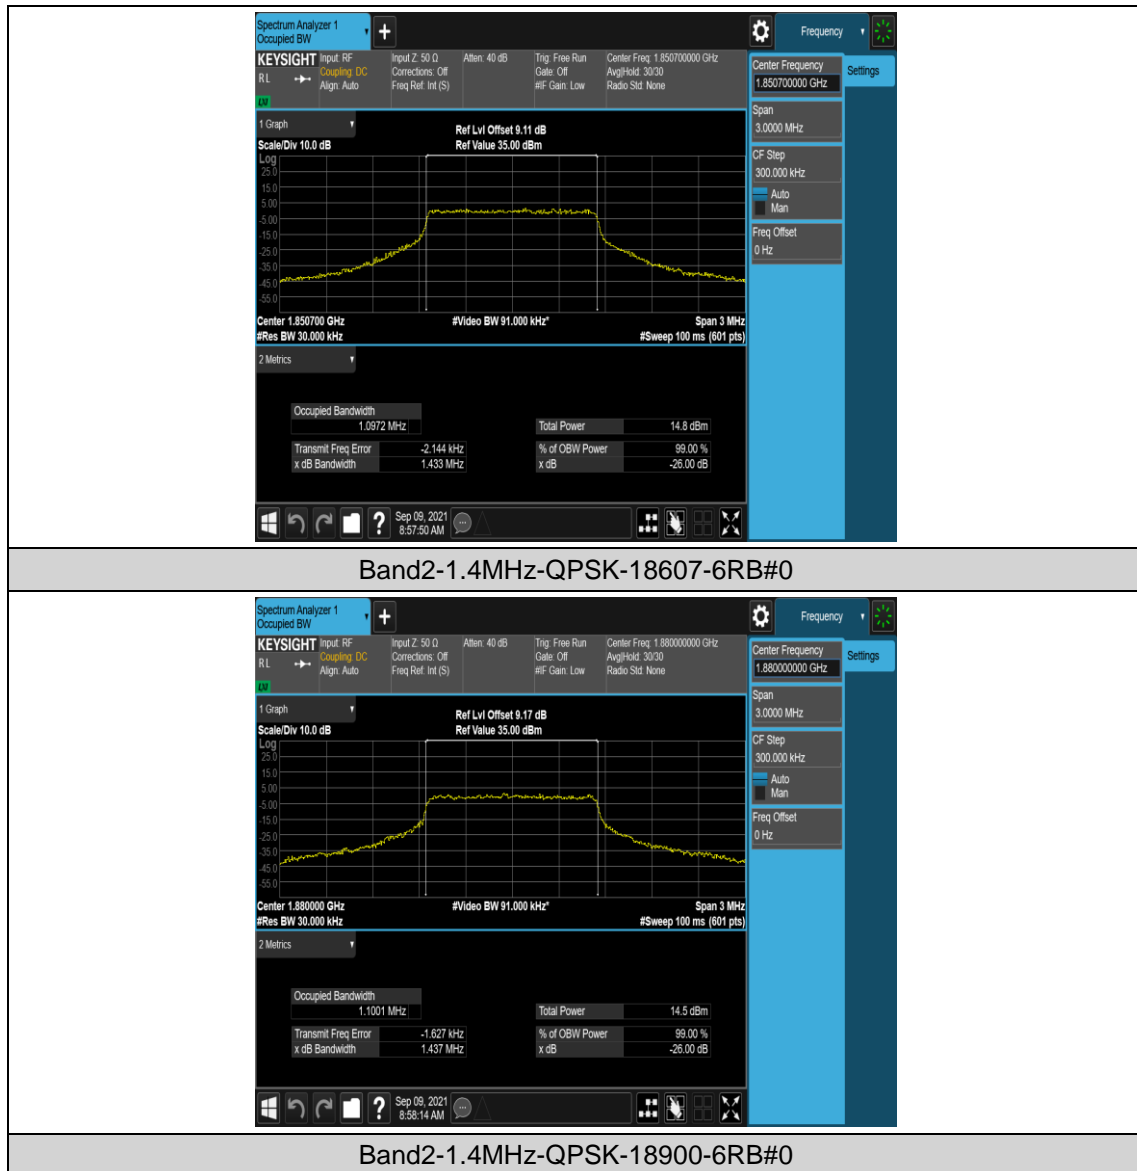 Spectrum Analyzer 1
Occupied BW
+
Frequency
KEYSIGHT Input: RF Input Z: 50 Ω Atten: 40 dB Trig: Free Run Center Freq: 1.850700000 GHz
RL Coupling: DC Corrections: Off Gate: Off Avg|Hold: 30/30
Align: Auto Freq Ref: Int (S) #IF Gain: Low Radio Std: None
LXI
Center Frequency
1.850700000 GHz
Settings
Span
3.0000 MHz
CF Step
300.000 kHz
Auto
Man
Freq Offset
0 Hz
1 Graph
Ref Lvl Offset 9.11 dB
Scale/Div 10.0 dB Ref Value 35.00 dBm
Log
25.0
15.0
5.00
-5.00
-15.0
-25.0
-35.0
-45.0
-55.0
Center 1.850700 GHz #Video BW 91.000 kHz* Span 3 MHz
#Res BW 30.000 kHz #Sweep 100 ms (601 pts)
2 Metrics
Occupied Bandwidth
1.0972 MHz Total Power 14.8 dBm
Transmit Freq Error -2.144 kHz % of OBW Power 99.00 %
x dB Bandwidth 1.433 MHz x dB -26.00 dB
? Sep 09, 2021
8:57:50 AM
Band2-1.4MHz-QPSK-18607-6RB#0
Spectrum Analyzer 1
Occupied BW
+
Frequency
KEYSIGHT Input: RF Input Z: 50 Ω Atten: 40 dB Trig: Free Run Center Freq: 1.880000000 GHz
RL Coupling: DC Corrections: Off Gate: Off Avg|Hold: 30/30
Align: Auto Freq Ref: Int (S) #IF Gain: Low Radio Std: None
LXI
Center Frequency
1.880000000 GHz
Settings
Span
3.0000 MHz
CF Step
300.000 kHz
Auto
Man
Freq Offset
0 Hz
1 Graph
Ref Lvl Offset 9.17 dB
Scale/Div 10.0 dB Ref Value 35.00 dBm
Log
25.0
15.0
5.00
-5.00
-15.0
-25.0
-35.0
-45.0
-55.0
Center 1.880000 GHz #Video BW 91.000 kHz* Span 3 MHz
#Res BW 30.000 kHz #Sweep 100 ms (601 pts)
2 Metrics
Occupied Bandwidth
1.1001 MHz Total Power 14.5 dBm
Transmit Freq Error -1.627 kHz % of OBW Power 99.00 %
x dB Bandwidth 1.437 MHz x dB -26.00 dB
? Sep 09, 2021
8:58:14 AM
Band2-1.4MHz-QPSK-18900-6RB#0